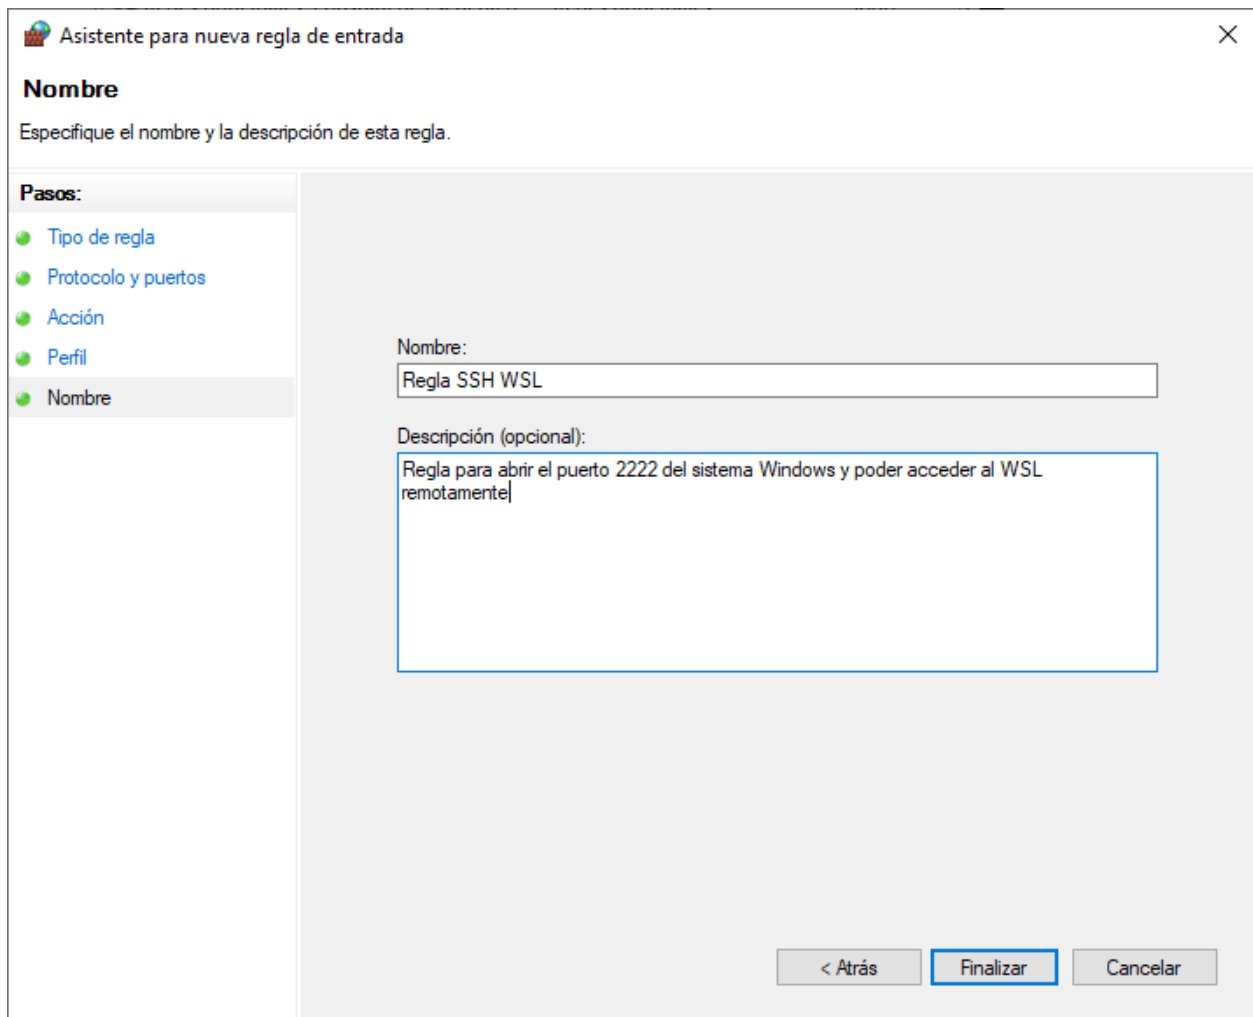 Asistente para nueva regla de entrada
Nombre
Especifique el nombre y la descripción de esta regla.
Pasos:
Tipo de regla
Protocolo y puertos
Acción
Perfil
Nombre
Nombre:
Regla SSH WSL
Descripción (opcional):
Regla para abrir el puerto 2222 del sistema Windows y poder acceder al WSL
remotamente
< Atrás
Finalizar
Cancelar